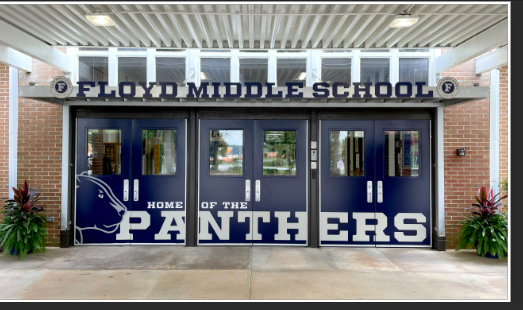 F FLOYD MIDDLE SCHOOL F
HOME OF THE
PANTHERS